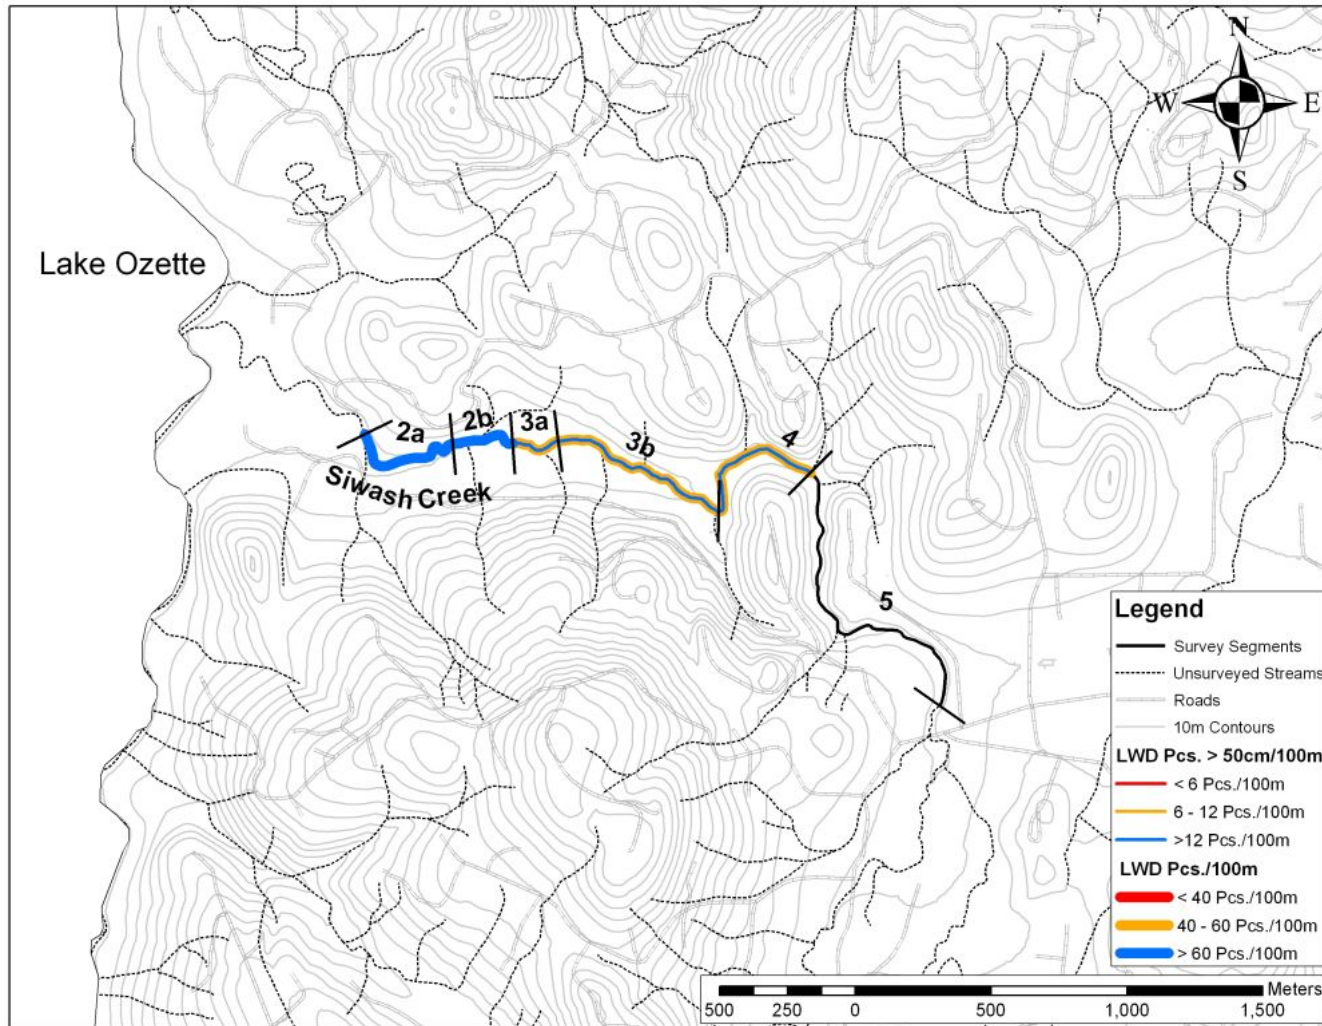 N
W E
S
Lake Ozette
2a
2b
3a
3b
4
Siwash Creek
5
Legend
Survey Segments
Unsurveyed Streams
Roads
10m Contours
LWD Pcs. > 50cm/100m
< 6 Pcs./100m
6 - 12 Pcs./100m
>12 Pcs./100m
LWD Pcs./100m
< 40 Pcs./100m
40 - 60 Pcs./100m
> 60 Pcs./100m
Meters
500 250 0 500 1,000 1,500